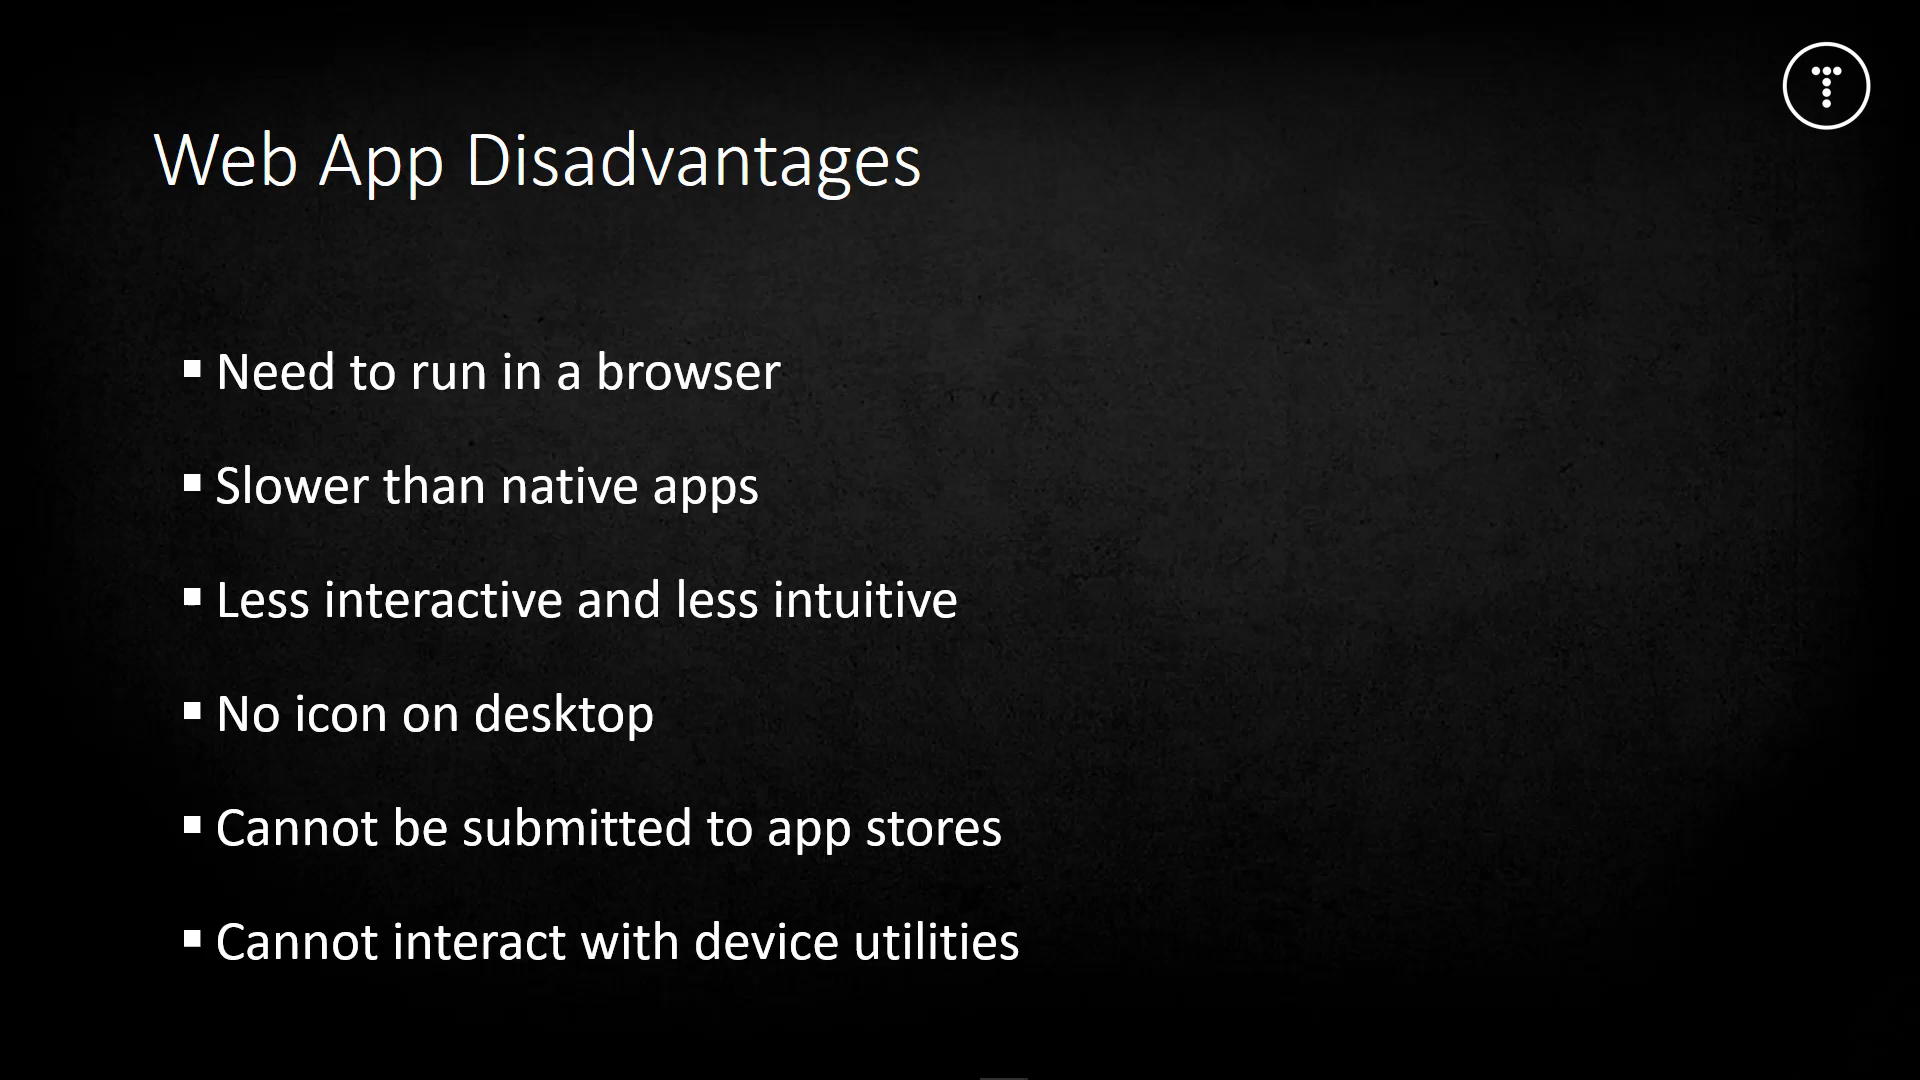 Web App Disadvantages
▪ Need to run in a browser
▪ Slower than native apps
▪ Less interactive and less intuitive
▪ No icon on desktop
▪ Cannot be submitted to app stores
▪ Cannot interact with device utilities